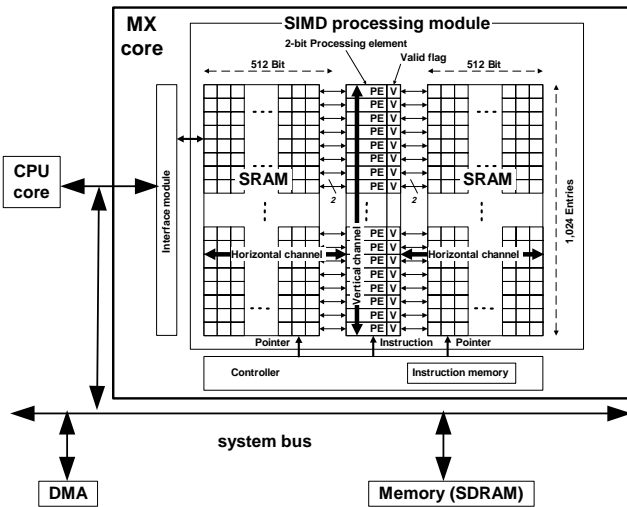 MX
core
SIMD processing module
2-bit Processing element
Valid flag
512 Bit
512 Bit
PE V
PE V
PE V
PE V
PE V
PE V
PE V
PE V
SRAM
SRAM
2
2
CPU
core
Interface module
1,024 Entries
Vertical channel
PE V
PE V
PE V
PE V
PE V
PE V
PE V
PE V
Horizontal channel
Horizontal channel
Pointer
Instruction
Pointer
Controller
Instruction memory
system bus
DMA
Memory (SDRAM)